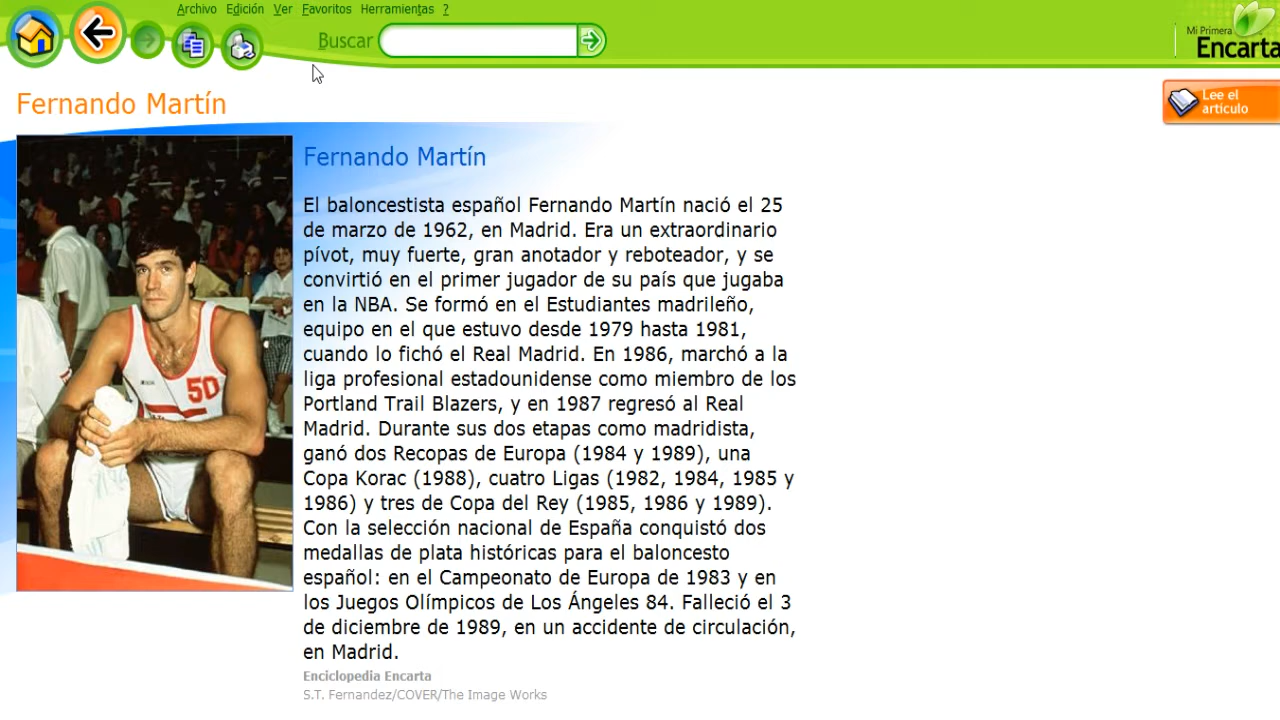 Archivo Edición Ver Favoritos Herramientas ?
Buscar
Mi Primera
Encarta
Lee el
artículo
Fernando Martín
50
Fernando Martín
El baloncestista español Fernando Martín nació el 25
de marzo de 1962, en Madrid. Era un extraordinario
pívot, muy fuerte, gran anotador y reboteador, y se
convirtió en el primer jugador de su país que jugaba
en la NBA. Se formó en el Estudiantes madrileño,
equipo en el que estuvo desde 1979 hasta 1981,
cuando lo fichó el Real Madrid. En 1986, marchó a la
liga profesional estadounidense como miembro de los
Portland Trail Blazers, y en 1987 regresó al Real
Madrid. Durante sus dos etapas como madridista,
ganó dos Recopas de Europa (1984 y 1989), una
Copa Korac (1988), cuatro Ligas (1982, 1984, 1985 y
1986) y tres de Copa del Rey (1985, 1986 y 1989).
Con la selección nacional de España conquistó dos
medallas de plata históricas para el baloncesto
español: en el Campeonato de Europa de 1983 y en
los Juegos Olímpicos de Los Ángeles 84. Falleció el 3
de diciembre de 1989, en un accidente de circulación,
en Madrid.
Enciclopedia Encarta
S.T. Fernandez/COVER/The Image Works